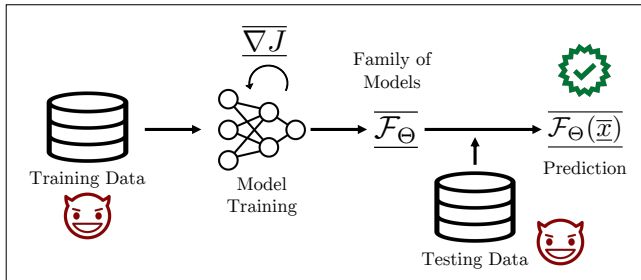 ∇J
Family of
Models
F_Θ
F_Θ(x)
Training Data
Model
Training
Prediction
Testing Data